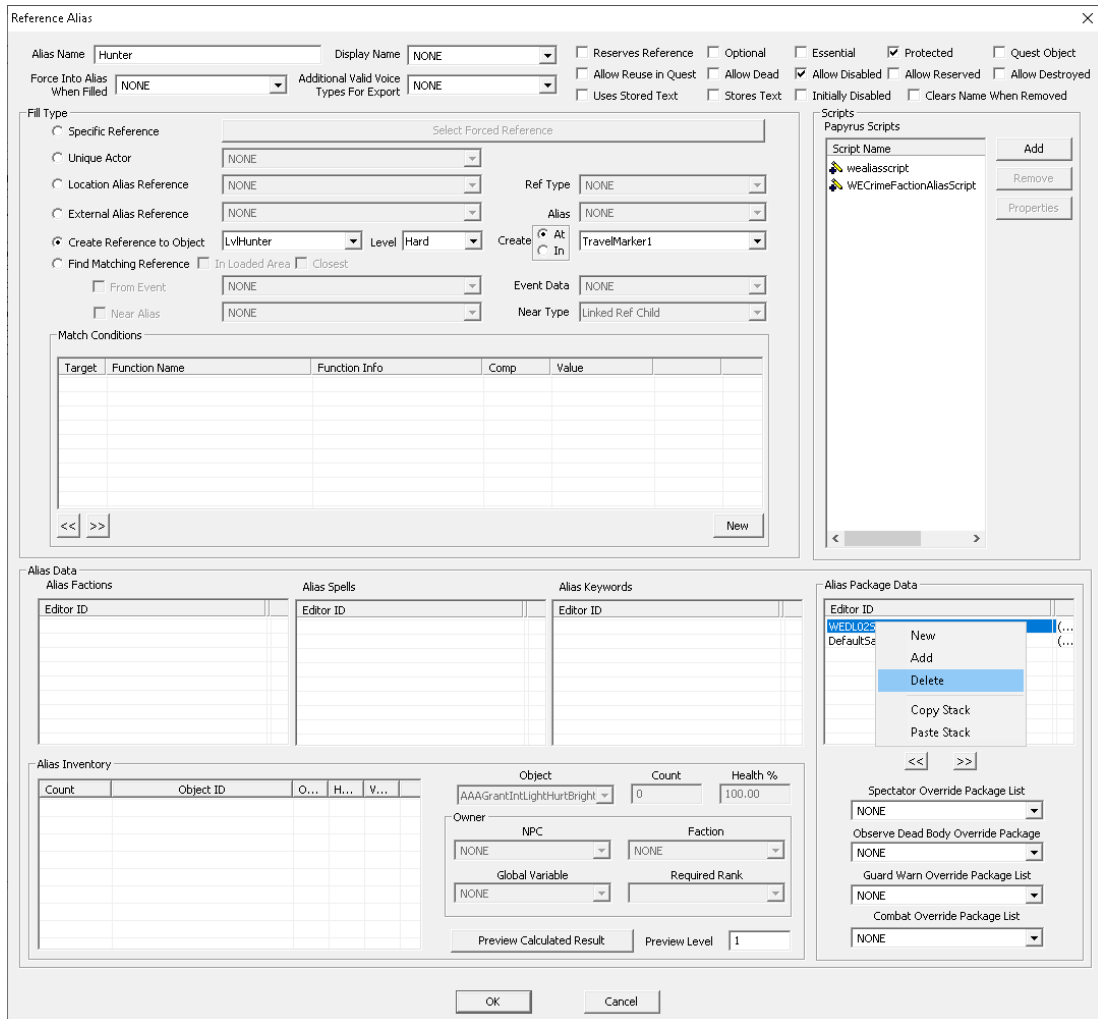 Reference Alias
Alias Name Hunter Display Name NONE Reserves Reference Optional Essential Protected Quest Object
Force Into Alias When Filled NONE Additional Valid Voice Types For Export NONE Allow Reuse in Quest Allow Dead Allow Disabled Allow Reserved Allow Destroyed
Uses Stored Text Stores Text Initially Disabled Clears Name When Removed
Fill Type
Specific Reference Select Forced Reference
Unique Actor NONE
Location Alias Reference NONE Ref Type NONE
External Alias Reference NONE Alias NONE
Create Reference to Object LvlHunter Level Hard Create At In TravelMarker1
Find Matching Reference In Loaded Area Closest
From Event NONE Event Data NONE
Near Alias NONE Near Type Linked Ref Child
Match Conditions
Target Function Name Function Info Comp Value
<< >> New
Scripts
Papyrus Scripts
Script Name Add
wealiasscript Remove
WECrimeFactionAliasScript Properties
Alias Data
Alias Factions Alias Spells Alias Keywords Alias Package Data
Editor ID Editor ID Editor ID Editor ID
WEDL02S (...
DefaultSa (...
New
Add
Delete
Copy Stack
Paste Stack
<< >>
Alias Inventory
Count Object ID O... H... V...
Object Count Health %
AAAGrantIntLightHurtBright 0 100.00
Owner
NPC Faction
NONE NONE
Global Variable Required Rank
NONE
Preview Calculated Result Preview Level 1
Spectator Override Package List
NONE
Observe Dead Body Override Package
NONE
Guard Warn Override Package List
NONE
Combat Override Package List
NONE
OK Cancel